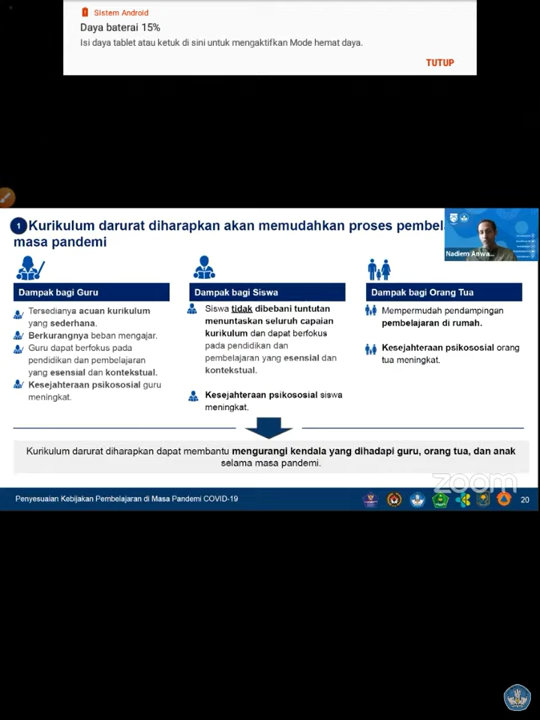 Sistem Android
Daya baterai 15%
Isi daya tablet atau ketuk di sini untuk mengaktifkan Mode hemat daya.
TUTUP
1 Kurikulum darurat diharapkan akan memudahkan proses
masa pandemi
Nadiem Anwa...
Dampak bagi Guru
Tersedianya acuan kurikulum
yang sederhana.
Berkurangnya beban mengajar.
Guru dapat berfokus pada
pendidikan dan pembelajaran
yang esensial dan kontekstual.
Kesejahteraan psikososial guru
meningkat.
Dampak bagi Siswa
Siswa tidak dibebani tuntutan
menuntaskan seluruh capaian
kurikulum dan dapat berfokus
pada pendidikan dan
pembelajaran yang esensial dan
kontekstual.
Kesejahteraan psikososial siswa
meningkat.
Dampak bagi Orang Tua
Mempermudah pendampingan
pembelajaran di rumah.
Kesejahteraan psikososial orang
tua meningkat.
Kurikulum darurat diharapkan dapat membantu mengurangi kendala yang dihadapi guru, orang tua, dan anak
selama masa pandemi.
zoom
Penyesuaian Kebijakan Pembelajaran di Masa Pandemi COVID-19
20